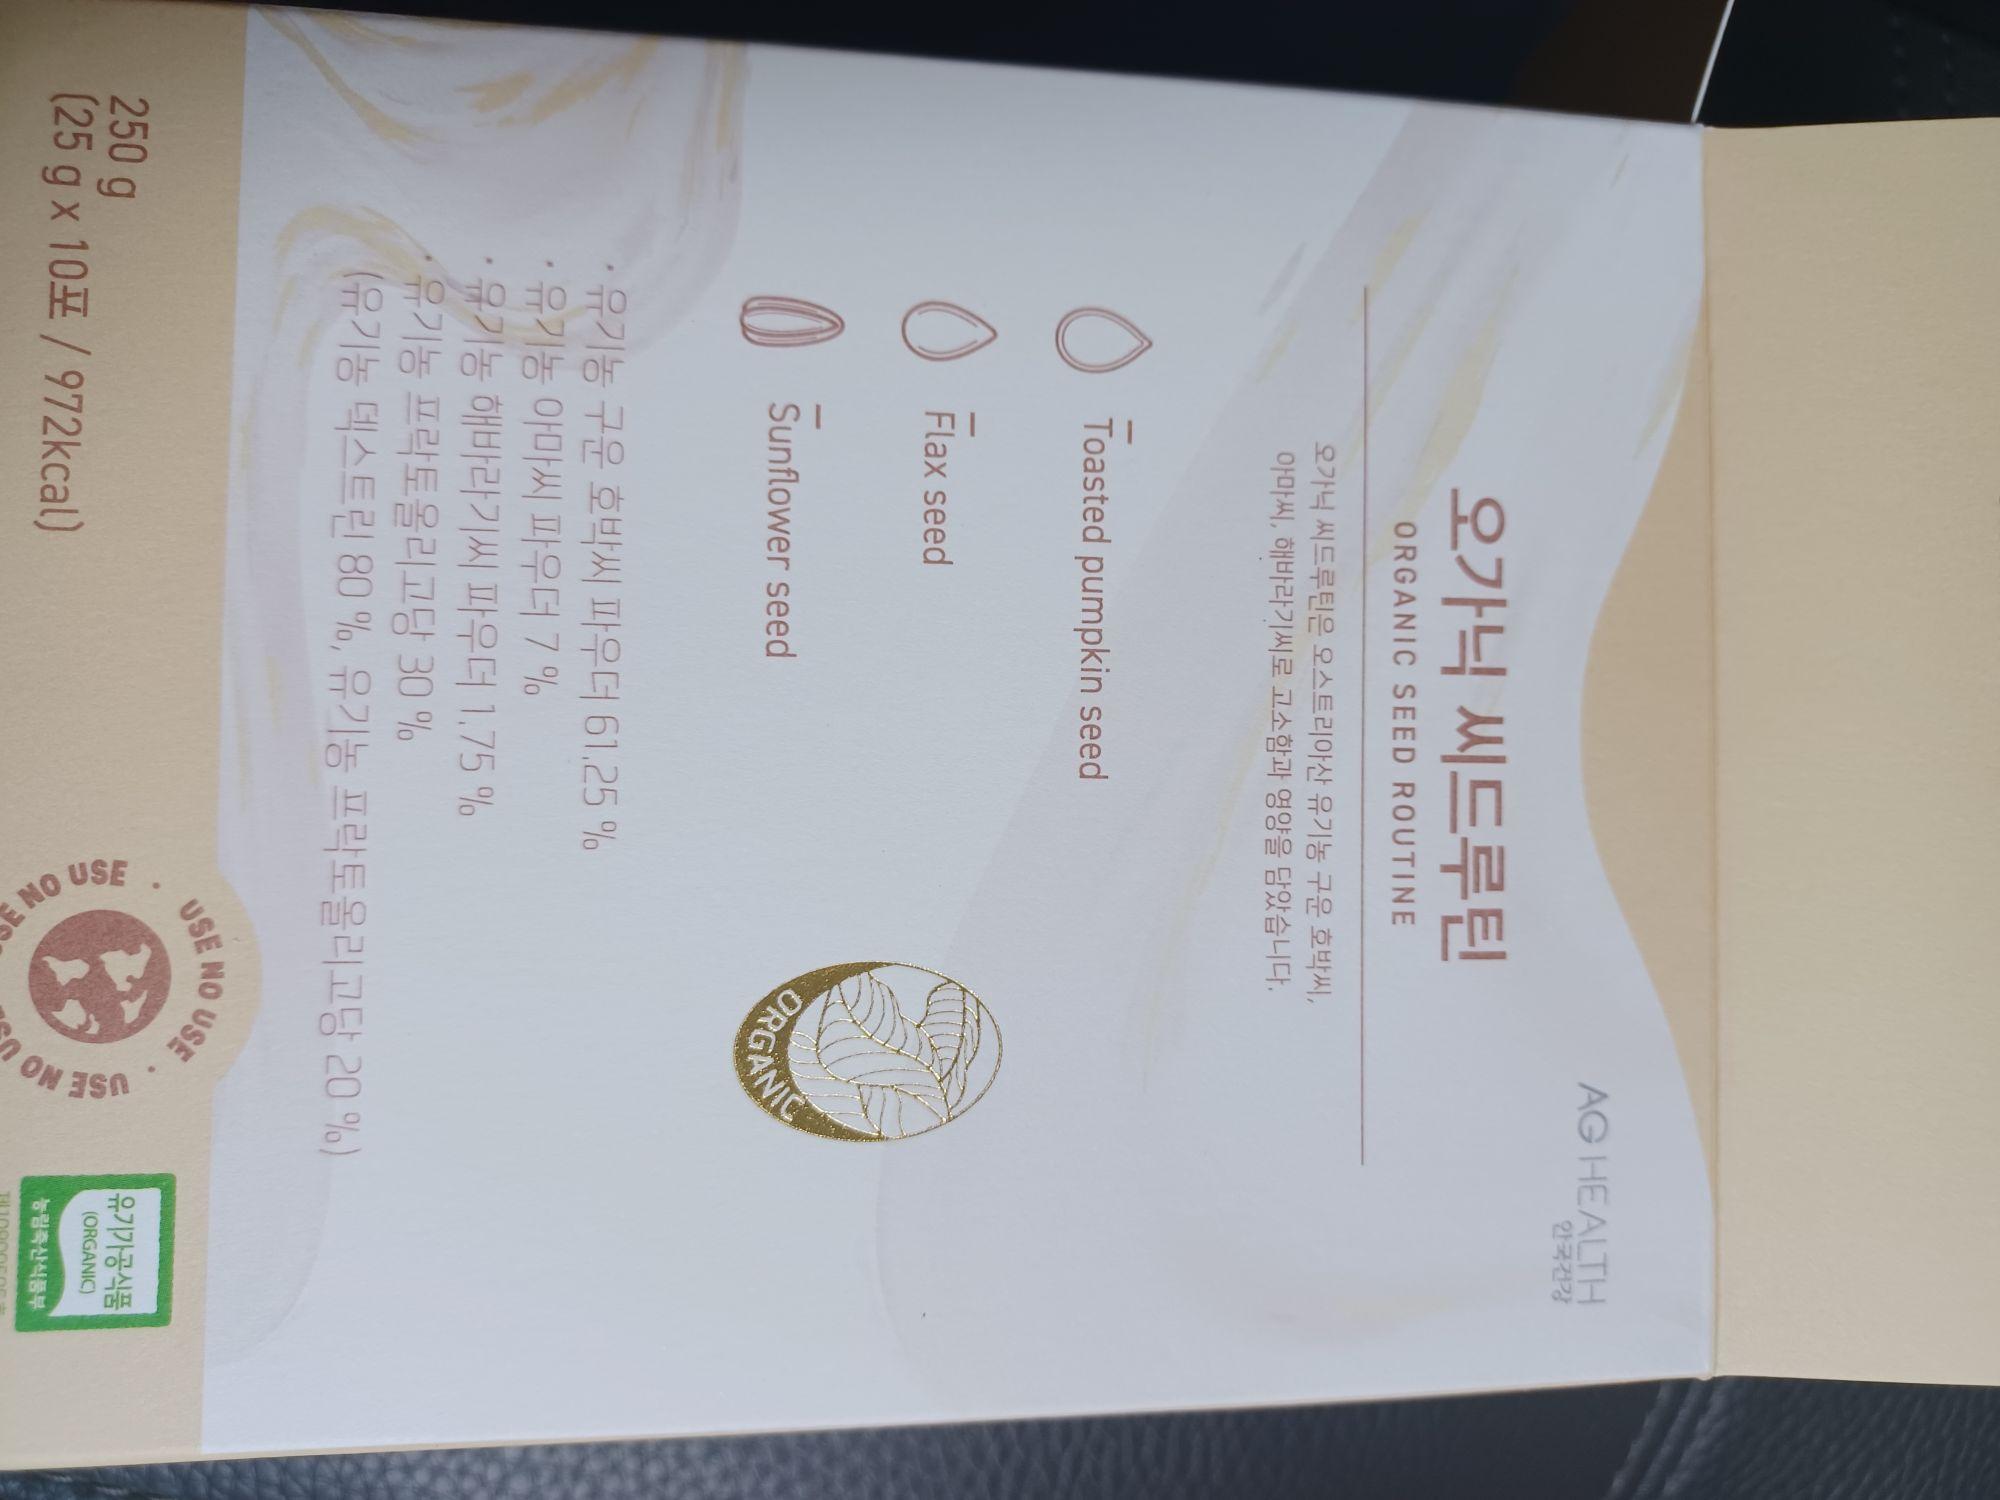 AG HEALTH
안국건강
오가닉 씨드루틴
ORGANIC SEED ROUTINE
오가닉 씨드루틴은 오스트리아산 유기농 구운 호박씨,
아마씨, 해바라기씨로 고소함과 영양을 담았습니다.
Toasted pumpkin seed
Flax seed
Sunflower seed
ORGANIC
· 유기농 구운 호박씨 파우더 61.25 %
· 유기농 아마씨 파우더 7 %
· 유기농 해바라기씨 파우더 1.75 %
· 유기농 프락토올리고당 30 %
(유기농 덱스트린 80 %, 유기농 프락토올리고당 20 %)
250 g
(25 g x 10포 / 972kcal)
USE NO USE · USE NO USE ·
유기가공식품
(ORGANIC)
농림축산식품부